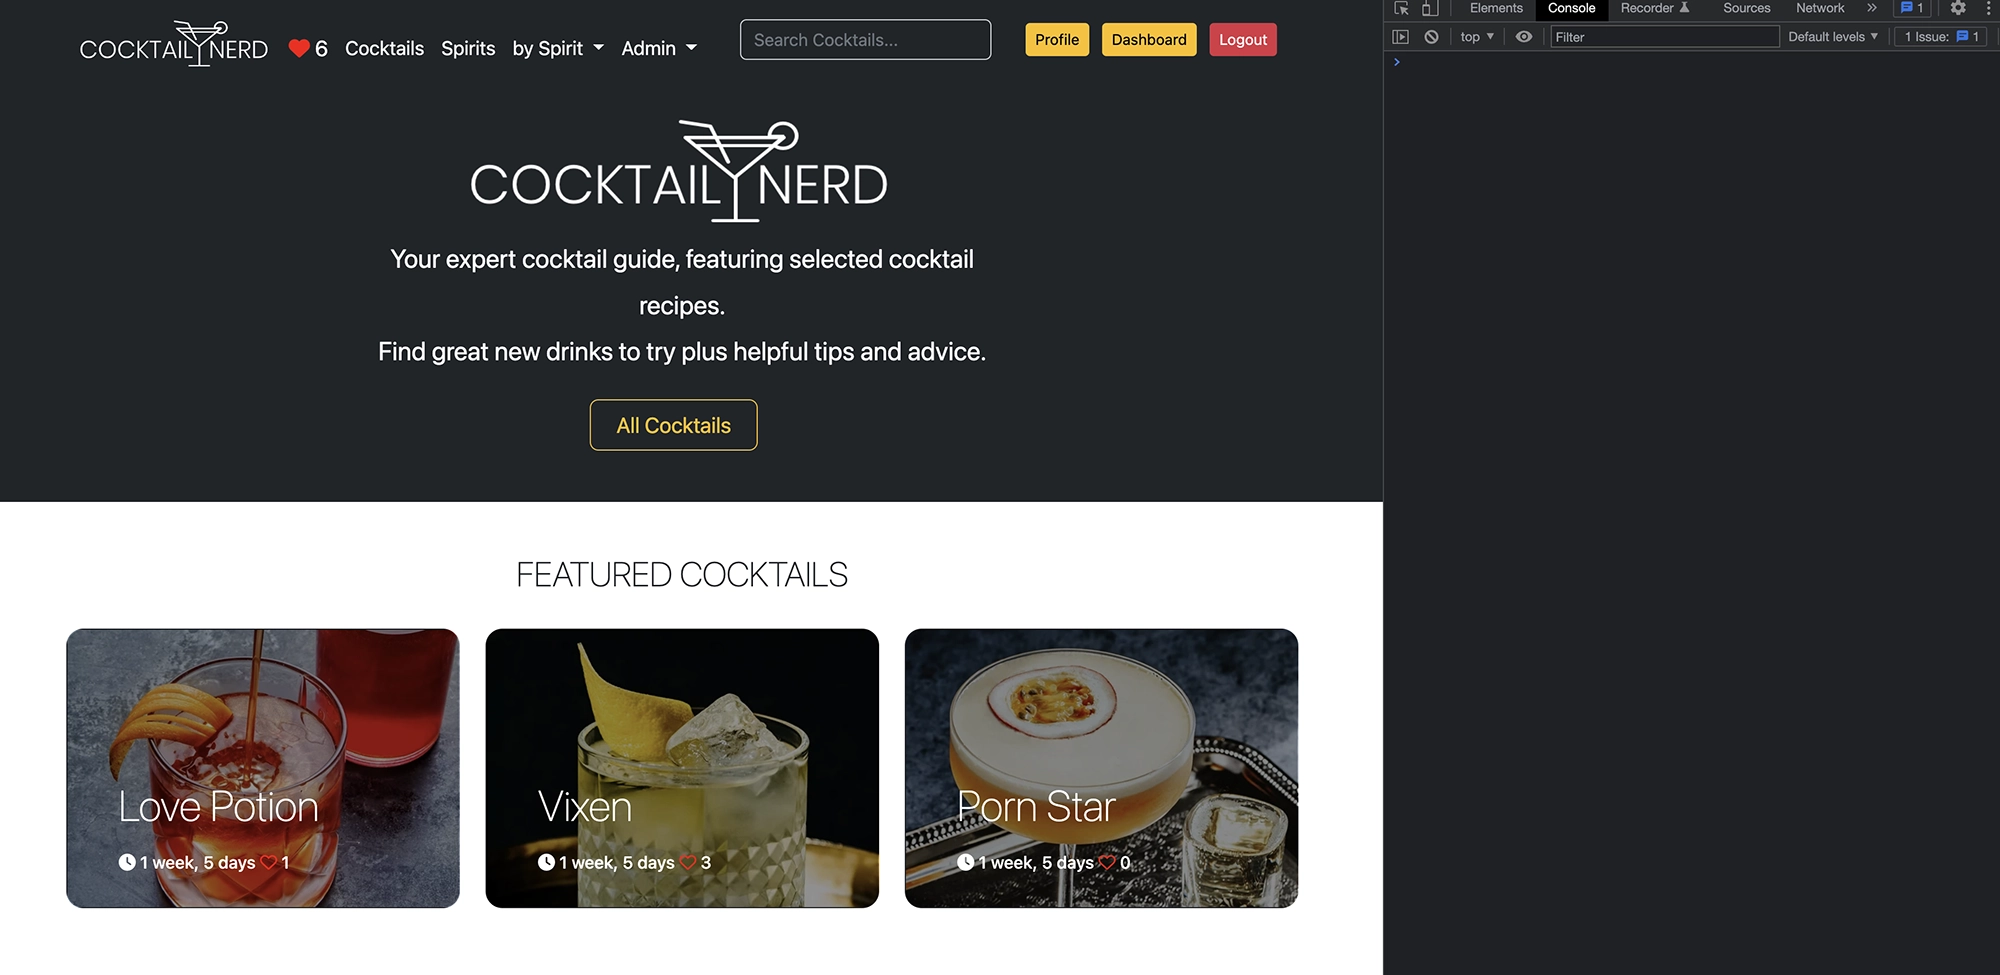 COCKTAIL NERD
6 Cocktails Spirits by Spirit Admin
Search Cocktails...
Profile Dashboard Logout
COCKTAIL NERD
Your expert cocktail guide, featuring selected cocktail
recipes.
Find great new drinks to try plus helpful tips and advice.
All Cocktails
FEATURED COCKTAILS
Love Potion
1 week, 5 days 1
Vixen
1 week, 5 days 3
Porn Star
1 week, 5 days 0
Elements Console Recorder Sources Network » 1
top Filter Default levels 1 Issue: 1